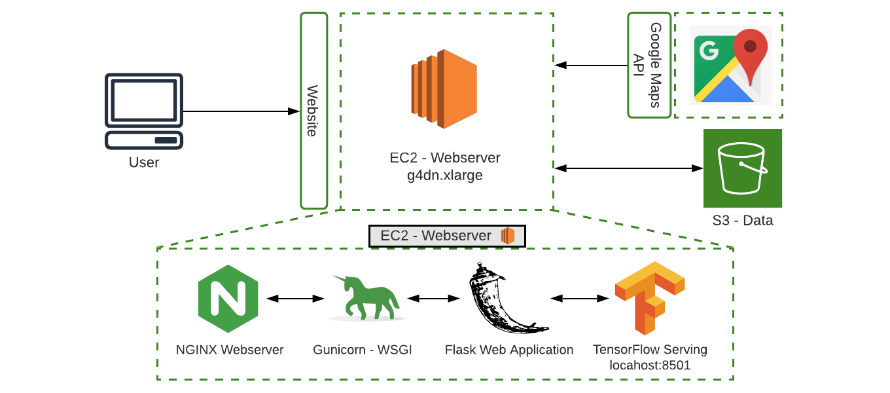 User
Website
EC2 - Webserver
g4dn.xlarge
Google Maps
API
G
S3 - Data
EC2 - Webserver
N
NGINX Webserver
Gunicorn - WSGI
Flask Web Application
TensorFlow Serving
locahost:8501